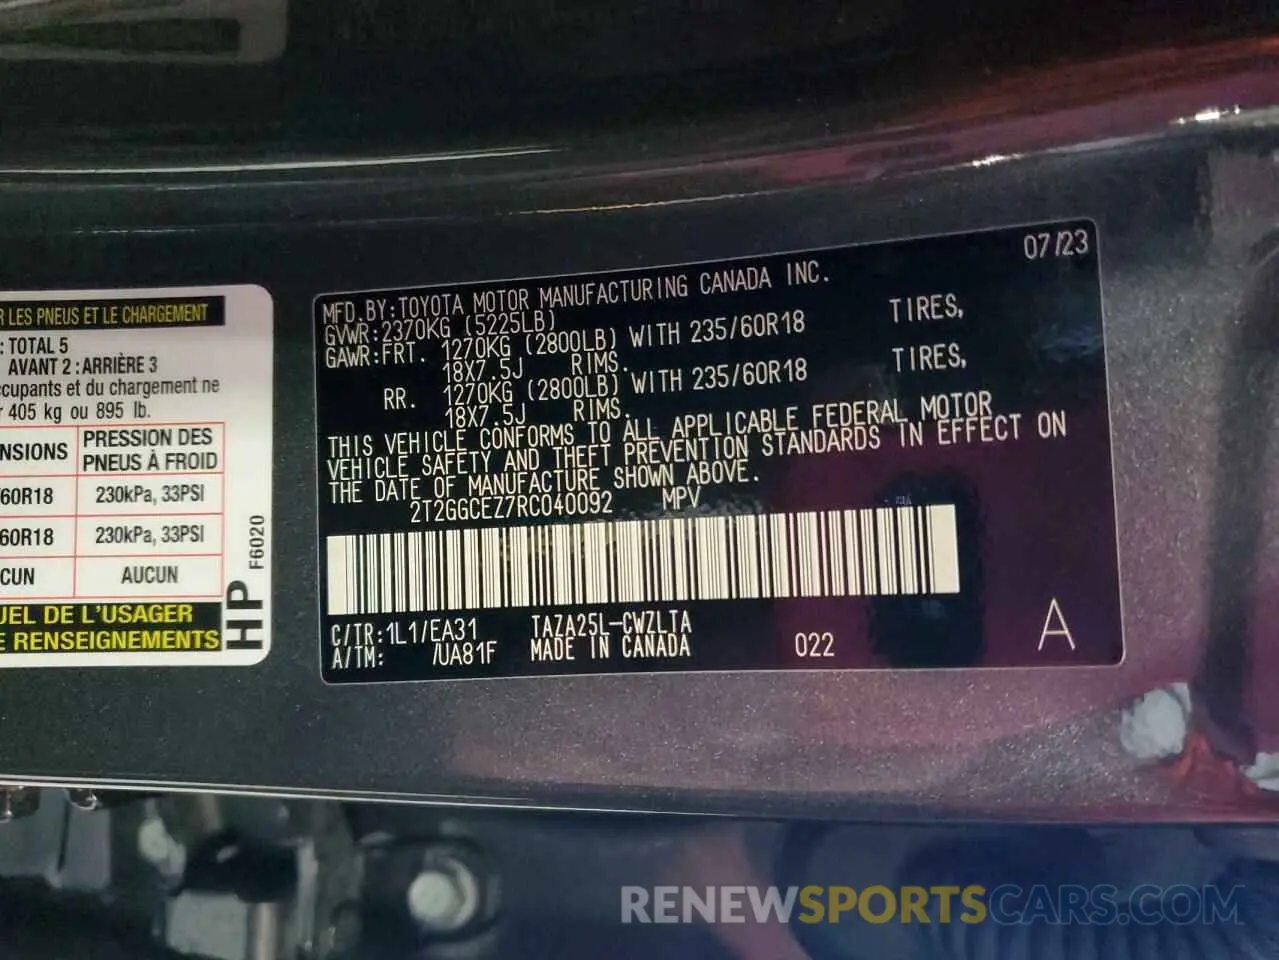 R LES PNEUS ET LE CHARGEMENT
: TOTAL 5
AVANT 2 : ARRIÈRE 3
ccupants et du chargement ne
r 405 kg ou 895 lb.
NSIONS PRESSION DES PNEUS À FROID
60R18 230kPa, 33PSI
60R18 230kPa, 33PSI
CUN AUCUN
UEL DE L'USAGER
E RENSEIGNEMENTS
HP F6020
07/23
MFD.BY:TOYOTA MOTOR MANUFACTURING CANADA INC.
GVWR:2370KG (5225LB)
GAWR:FRT. 1270KG (2800LB) WITH 235/60R18 TIRES,
18X7.5J RIMS.
RR. 1270KG (2800LB) WITH 235/60R18 TIRES,
18X7.5J RIMS.
THIS VEHICLE CONFORMS TO ALL APPLICABLE FEDERAL MOTOR
VEHICLE SAFETY AND THEFT PREVENTION STANDARDS IN EFFECT ON
THE DATE OF MANUFACTURE SHOWN ABOVE.
2T2GGCEZ7RC040092 MPV
C/TR:1L1/EA31 TAZA25L-CWZLTA
A/TM: /UA81F MADE IN CANADA 022 A
RENEWSPORTSCARS.COM